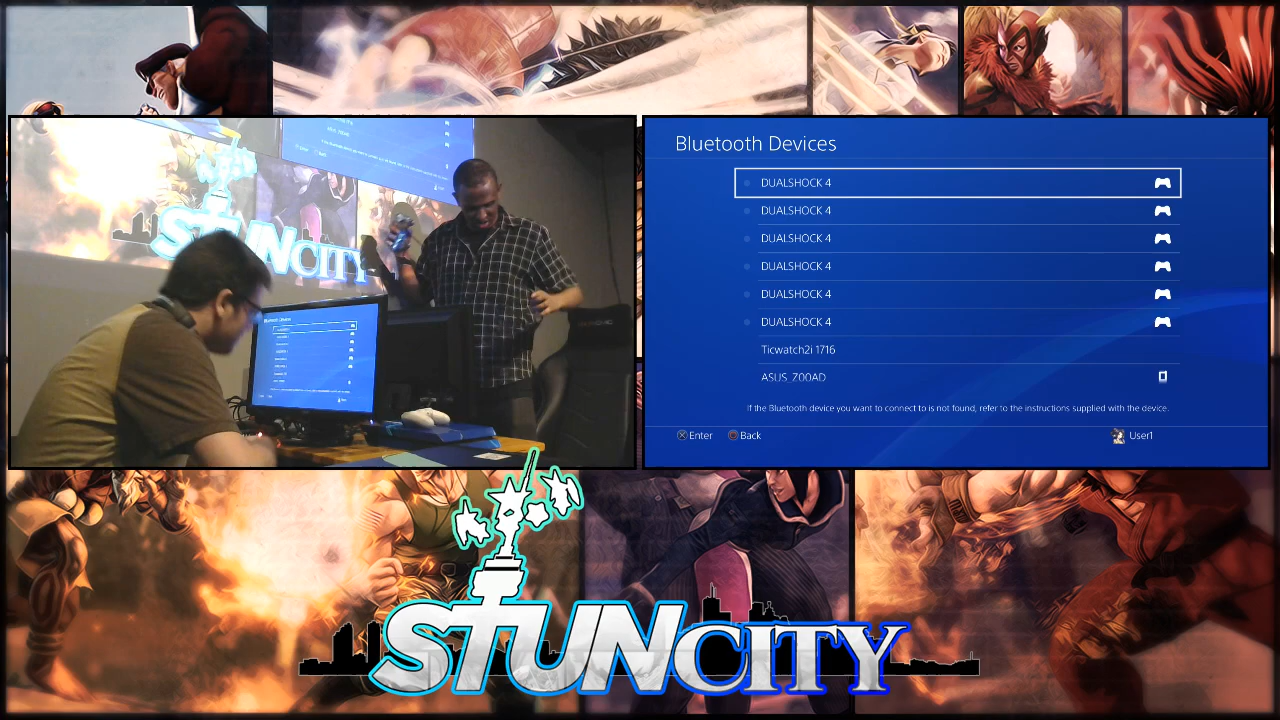 Bluetooth Devices
DUALSHOCK 4
DUALSHOCK 4
DUALSHOCK 4
DUALSHOCK 4
DUALSHOCK 4
DUALSHOCK 4
Ticwatch2i 1716
ASUS_Z00AD
If the Bluetooth device you want to connect to is not found, refer to the instructions supplied with the device.
Enter Back User1
STUNCITY
Bluetooth Devices
STUNCITY